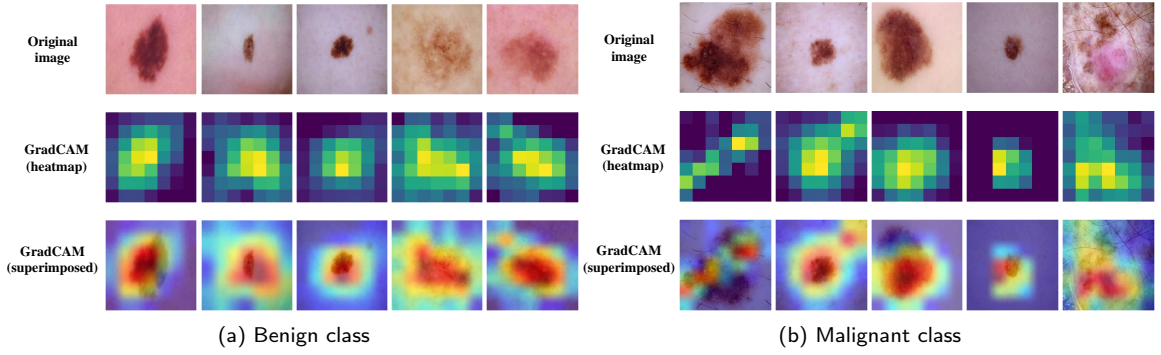 Original
image
GradCAM
(heatmap)
GradCAM
(superimposed)
(a) Benign class
Original
image
GradCAM
(heatmap)
GradCAM
(superimposed)
(b) Malignant class